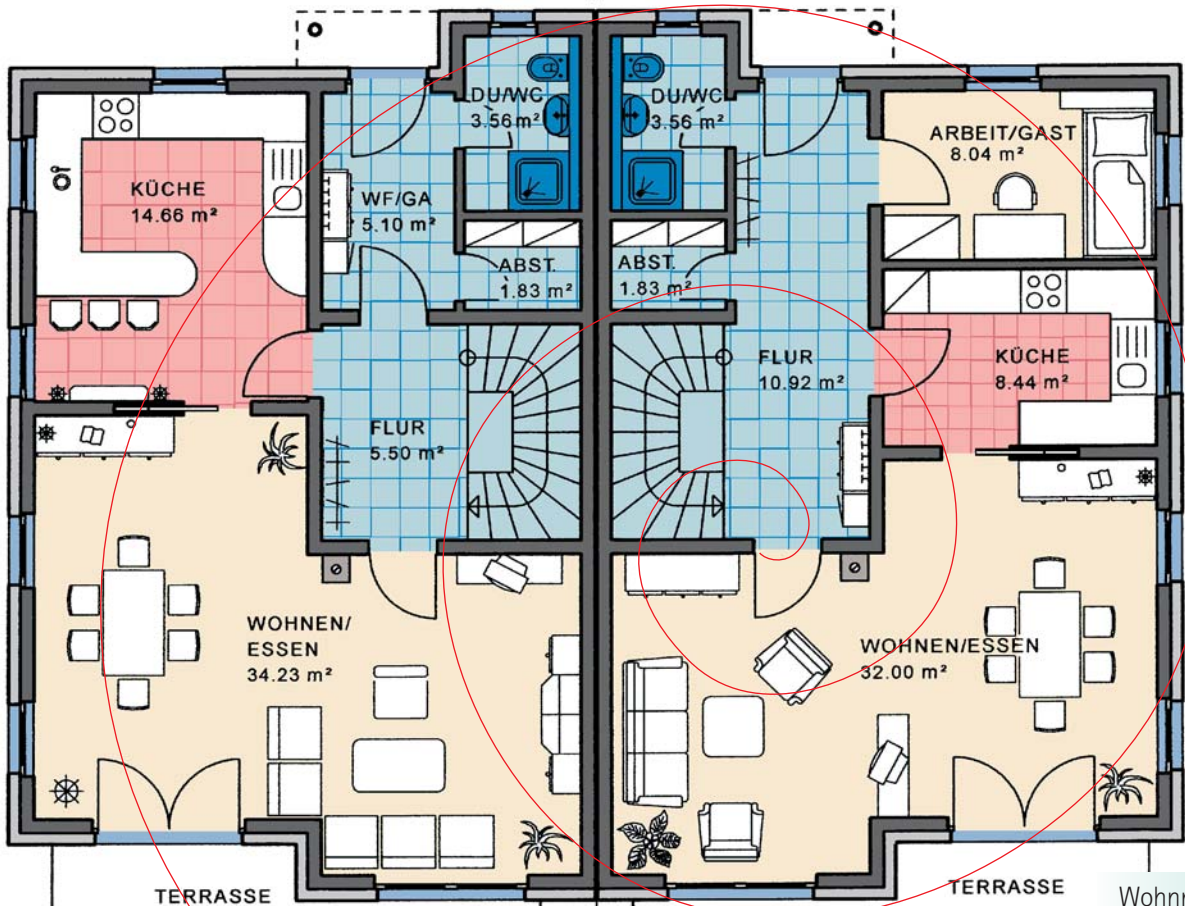 KÜCHE
14.66 m²
WF/GA
5.10 m²
DU/WC
3.56 m²
ABST.
1.83 m²
FLUR
5.50 m²
WOHNEN/
ESSEN
34.23 m²
TERRASSE
DU/WC
3.56 m²
ABST.
1.83 m²
FLUR
10.92 m²
ARBEIT/GAST
8.04 m²
KÜCHE
8.44 m²
WOHNEN/ESSEN
32.00 m²
TERRASSE